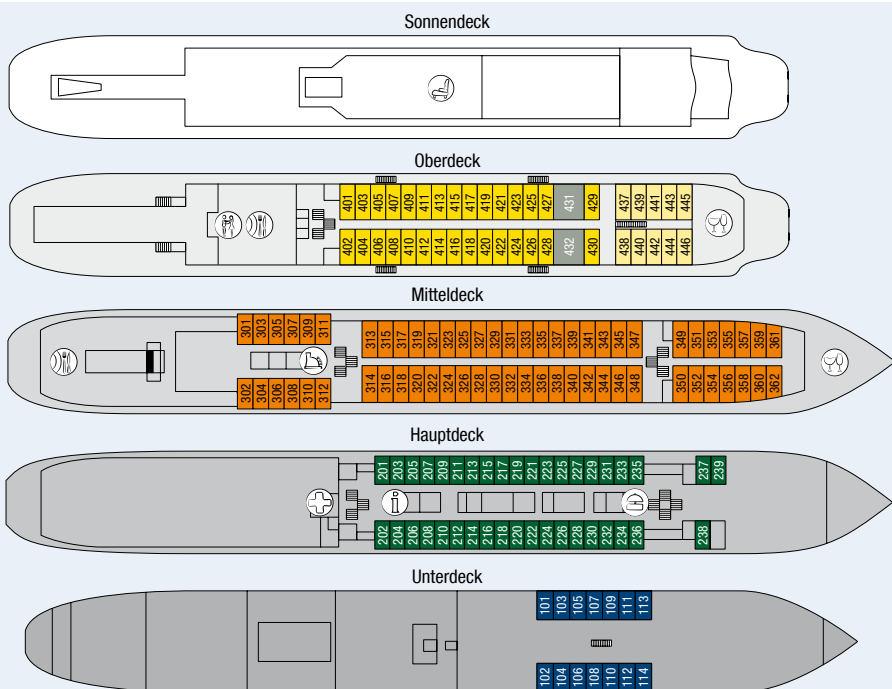 Sonnendeck
Oberdeck
401 403 405 407 409 411 413 415 417 419 421 423 425 427 431 429 437 439 441 443 445
402 404 406 408 410 412 414 416 418 420 422 424 426 428 432 430 438 440 442 444 446
Mitteldeck
301 303 305 307 309 311 313 315 317 319 321 323 325 327 329 331 333 335 337 339 341 343 345 347 349 351 353 355 357 359 361
302 304 306 308 310 312 314 316 318 320 322 324 326 328 330 332 334 336 338 340 342 344 346 348 350 352 354 356 358 360 362
Hauptdeck
201 203 205 207 209 211 213 215 217 219 221 223 225 227 229 231 233 235 237 239
i
202 204 206 208 210 212 214 216 218 220 222 224 226 228 230 232 234 236 238
Unterdeck
101 103 105 107 109 111 113
102 104 106 108 110 112 114